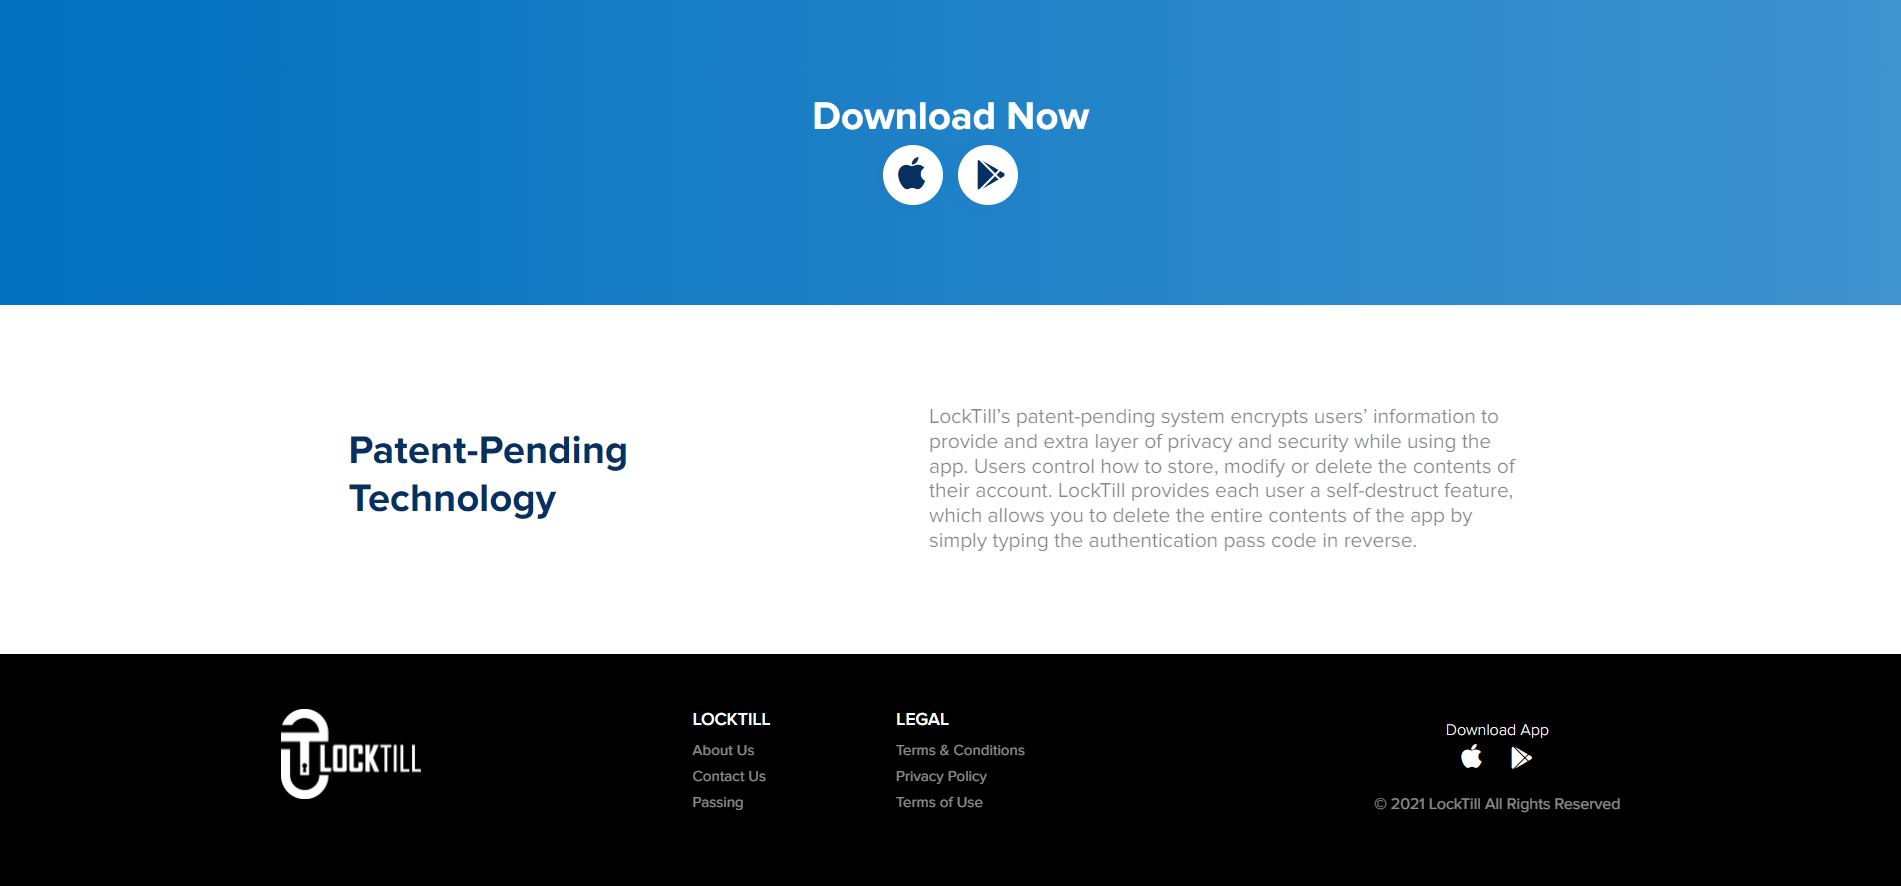 Download Now
Patent-Pending
Technology
LockTill’s patent-pending system encrypts users’ information to
provide and extra layer of privacy and security while using the
app. Users control how to store, modify or delete the contents of
their account. LockTill provides each user a self-destruct feature,
which allows you to delete the entire contents of the app by
simply typing the authentication pass code in reverse.
LOCKTILL
LOCKTILL
About Us
Contact Us
Passing
LEGAL
Terms & Conditions
Privacy Policy
Terms of Use
Download App
© 2021 LockTill All Rights Reserved